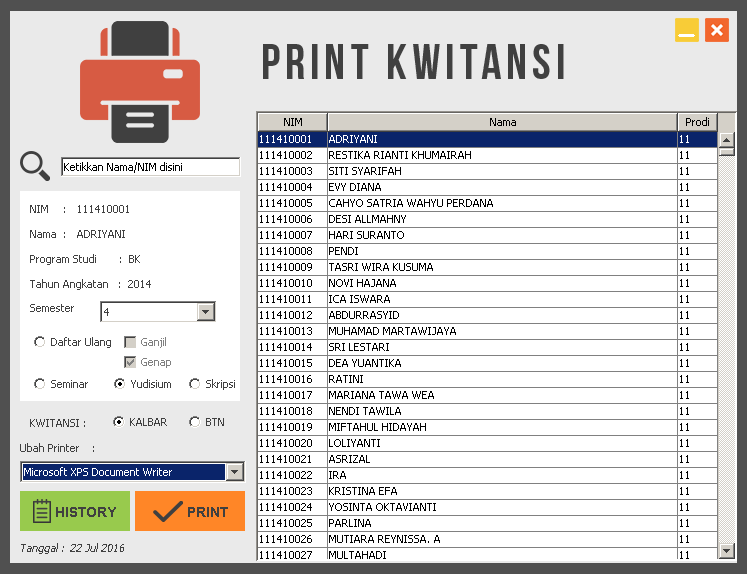 PRINT KWITANSI
Ketikkan Nama/NIM disini
NIM : 111410001
Nama : ADRIYANI
Program Studi : BK
Tahun Angkatan : 2014
Semester 4
Daftar Ulang Ganjil
Genap
Seminar Yudisium Skripsi
KWITANSI : KALBAR BTN
Ubah Printer :
Microsoft XPS Document Writer
HISTORY PRINT
Tanggal : 22 Jul 2016
NIM Nama Prodi
111410001 ADRIYANI 11
111410002 RESTIKA RIANTI KHUMAIRAH 11
111410003 SITI SYARIFAH 11
111410004 EVY DIANA 11
111410005 CAHYO SATRIA WAHYU PERDANA 11
111410006 DESI ALLMAHNY 11
111410007 HARI SURANTO 11
111410008 PENDI 11
111410009 TASRI WIRA KUSUMA 11
111410010 NOVI HAJANA 11
111410011 ICA ISWARA 11
111410012 ABDURRASYID 11
111410013 MUHAMAD MARTAWIJAYA 11
111410014 SRI LESTARI 11
111410015 DEA YUANTIKA 11
111410016 RATINI 11
111410017 MARIANA TAWA WEA 11
111410018 NENDI TAWILA 11
111410019 MIFTAHUL HIDAYAH 11
111410020 LOLIYANTI 11
111410021 ASRIZAL 11
111410022 IRA 11
111410023 KRISTINA EFA 11
111410024 YOSINTA OKTAVIANTI 11
111410025 PARLINA 11
111410026 MUTIARA REYNISSA. A 11
111410027 MULTAHADI 11